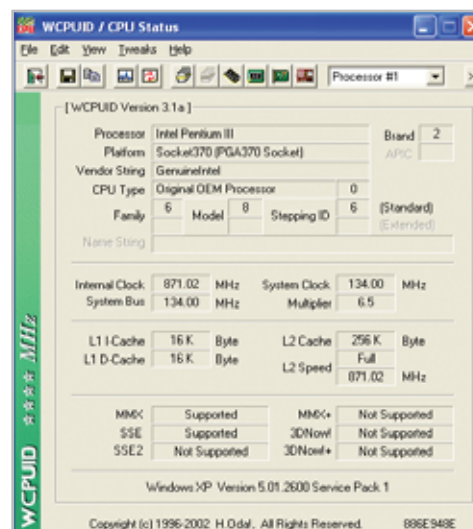 WCPUID / CPU Status
File Edit View Tweaks Help
Processor #1
[ WCPUID Version 3.1a ]
Processor Intel Pentium III Brand 2
Platform Socket370 (PGA370 Socket) APIC
Vendor String GenuineIntel
CPU Type Original OEM Processor 0
Family 6 Model 8 Stepping ID 6 (Standard)
(Extended)
Name String
Internal Clock 871.02 MHz System Clock 134.00 MHz
System Bus 134.00 MHz Multiplier 6.5
L1 I-Cache 16 K Byte L2 Cache 256 K Byte
L1 D-Cache 16 K Byte L2 Speed Full
871.02 MHz
MMX Supported MMX+ Not Supported
SSE Supported 3DNow! Not Supported
SSE2 Not Supported 3DNow!+ Not Supported
Windows XP Version 5.01.2600 Service Pack 1
Copyright (c) 1996-2002 H.Oda!, All Rights Reserved. 886E948E
WCPUID **** MHz